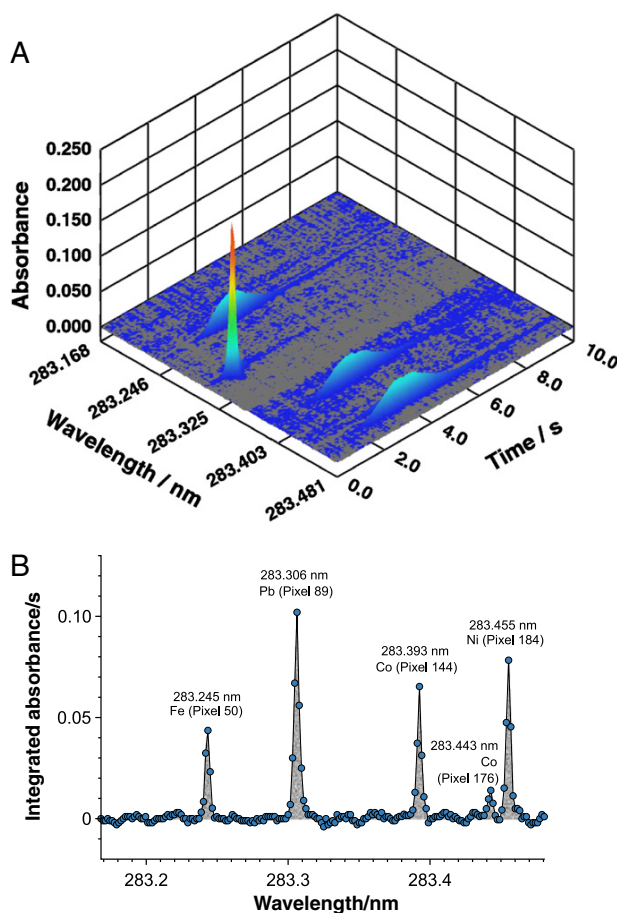 A
Absorbance
0.250
0.200
0.150
0.100
0.050
0.000
283.168
283.246
283.325
283.403
283.481
Wavelength / nm
0.0
2.0
4.0
6.0
8.0
10.0
Time / s
B
Integrated absorbance/s
0.10
0.05
0
283.306 nm
Pb (Pixel 89)
283.455 nm
Ni (Pixel 184)
283.393 nm
Co (Pixel 144)
283.245 nm
Fe (Pixel 50)
283.443 nm
Co
(Pixel 176)
283.2
283.3
283.4
Wavelength/nm